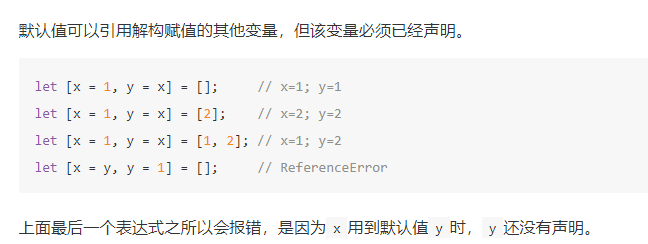 默认值可以引用解构赋值的其他变量，但该变量必须已经声明。
let [x = 1, y = x] = [];     // x=1; y=1
let [x = 1, y = x] = [2];    // x=2; y=2
let [x = 1, y = x] = [1, 2]; // x=1; y=2
let [x = y, y = 1] = [];     // ReferenceError
上面最后一个表达式之所以会报错，是因为 x 用到默认值 y 时， y 还没有声明。